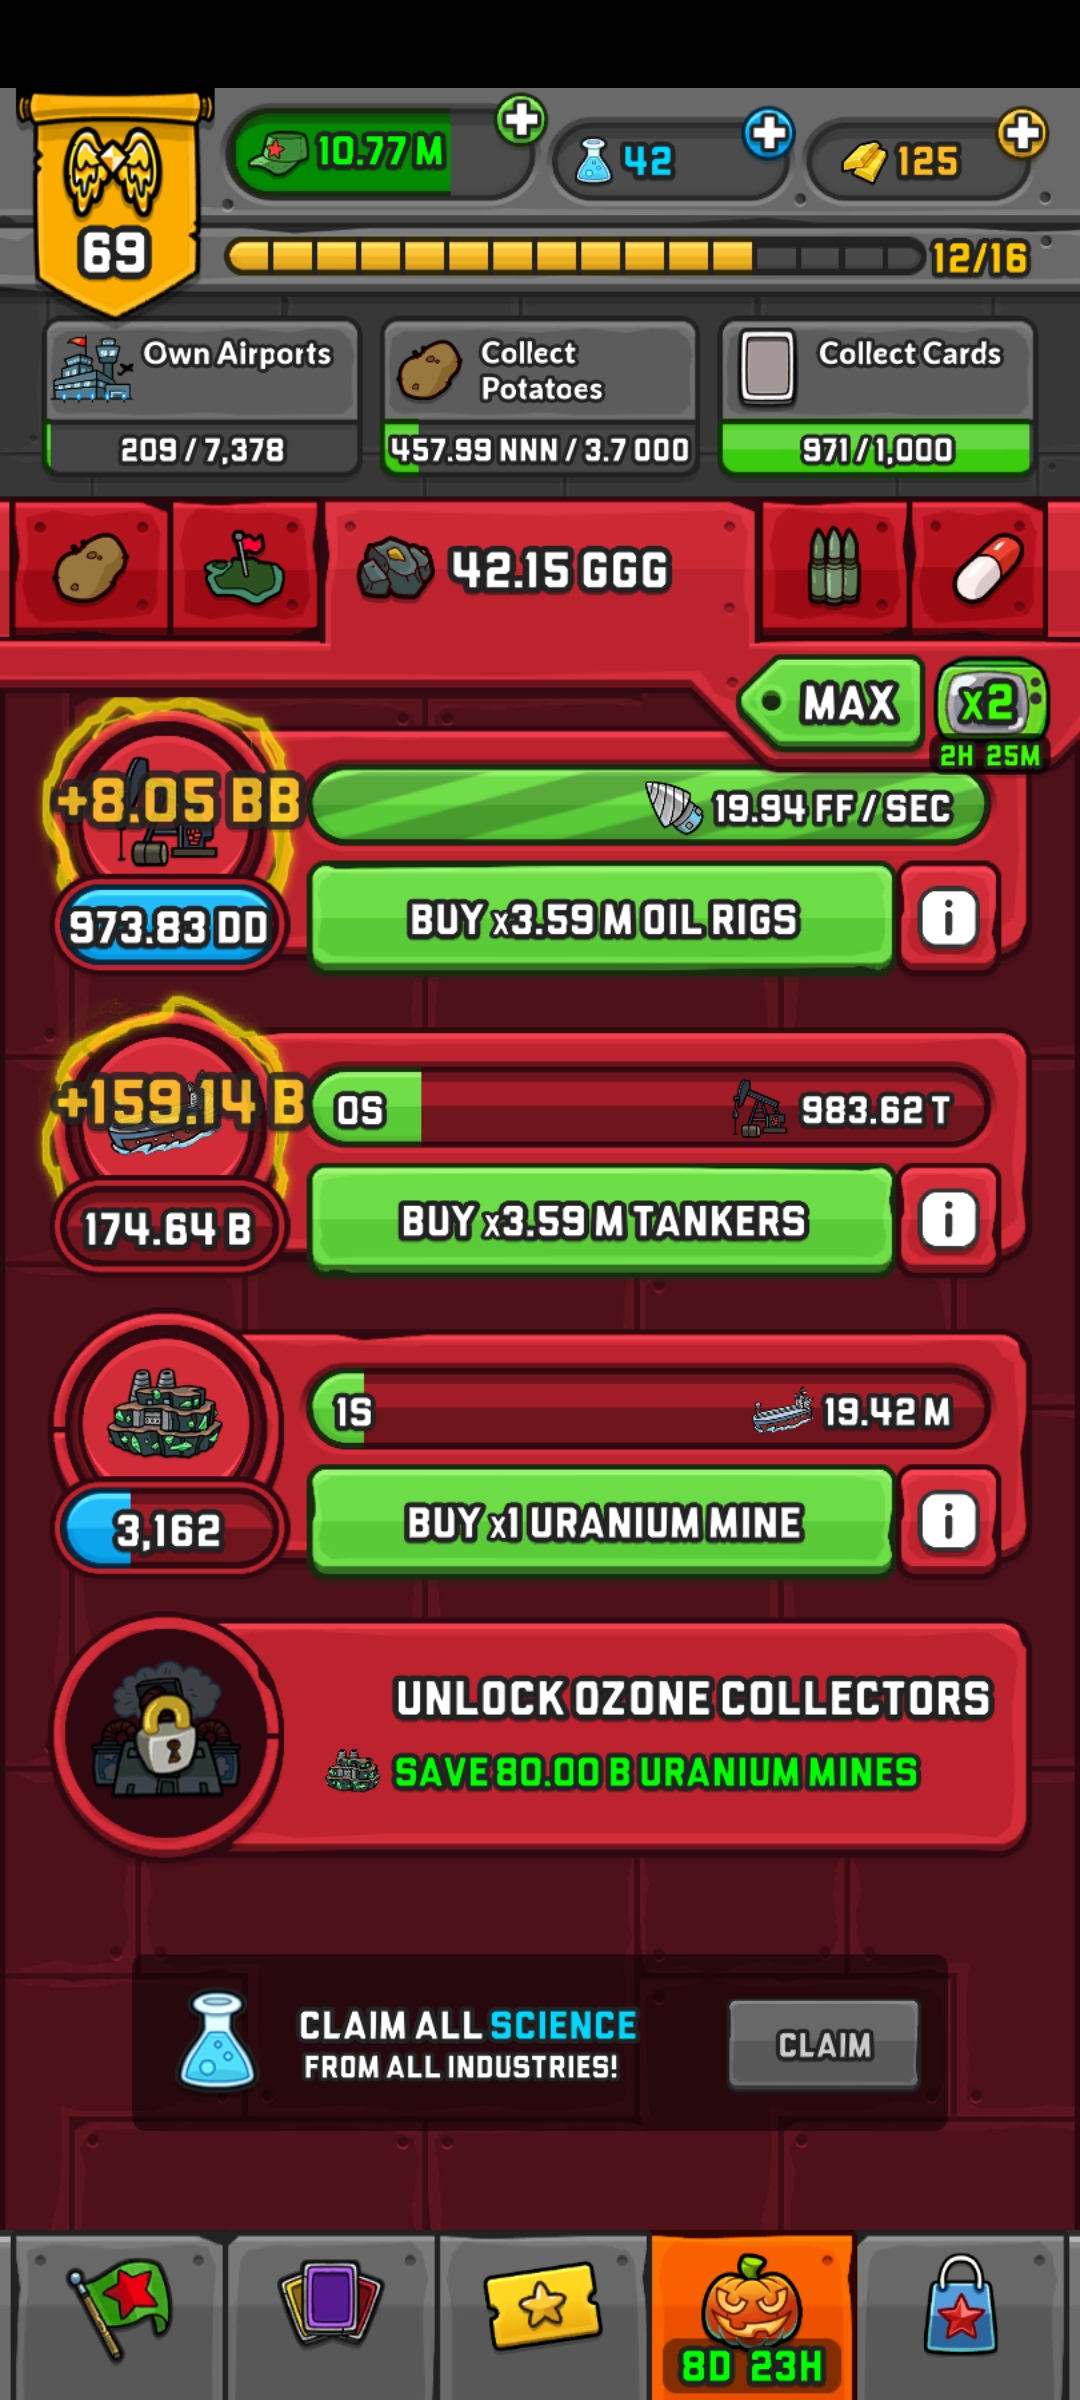 10.77 M
42
125
69
12/16
Own Airports
209 / 7,378
Collect
Potatoes
457.99 NNN / 3.7 OOO
Collect Cards
971 / 1,000
42.15 GGG
MAX
x2
2H 25M
+8.05 BB
19.94 FF / SEC
973.83 DD
BUY x3.59 M OIL RIGS
i
+159.14 B
0S
983.62 T
174.64 B
BUY x3.59 M TANKERS
i
1S
19.42 M
3,162
BUY x1 URANIUM MINE
i
UNLOCK OZONE COLLECTORS
SAVE 80.00 B URANIUM MINES
CLAIM ALL SCIENCE
FROM ALL INDUSTRIES!
CLAIM
8D 23H